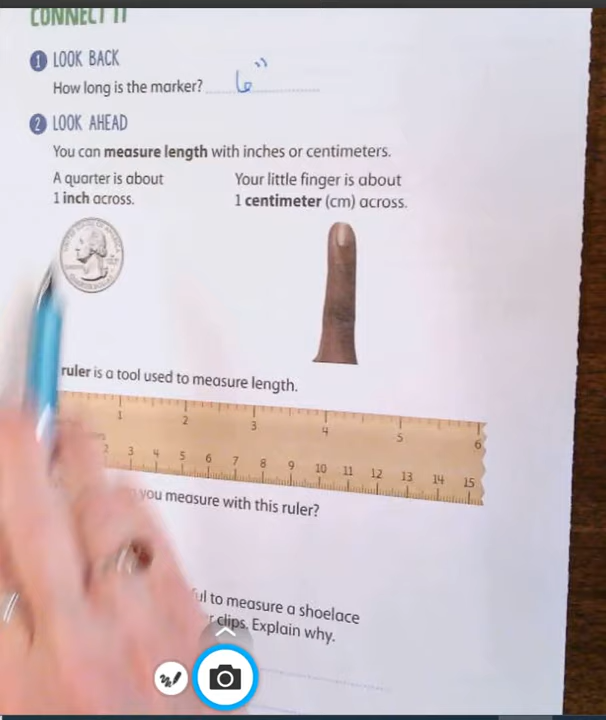 CONNECT IT
1 LOOK BACK
How long is the marker? 6"
2 LOOK AHEAD
You can measure length with inches or centimeters.
A quarter is about
1 inch across.
Your little finger is about
1 centimeter (cm) across.
ruler is a tool used to measure length.
1 2 3 4 5 6
2 3 4 5 6 7 8 9 10 11 12 13 14 15
you measure with this ruler?
to measure a shoelace
clips. Explain why.